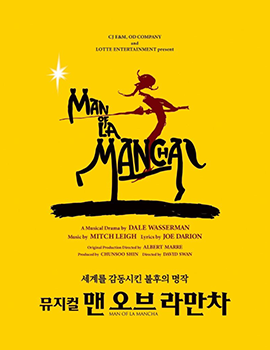 CJ E&M, OD COMPANY
and
LOTTE ENTERTAINMENT present
MAN
OF
LA
MANCHA
A Musical Drama by DALE WASSERMAN
Music by MITCH LEIGH Lyrics by JOE DARION
Original Production Directed by ALBERT MARRE
Produced by CHUNSOO SHIN Directed by DAVID SWAN
세계를 감동시킨 불후의 명작
뮤지컬 맨 오브 라만차
MAN OF LA MANCHA